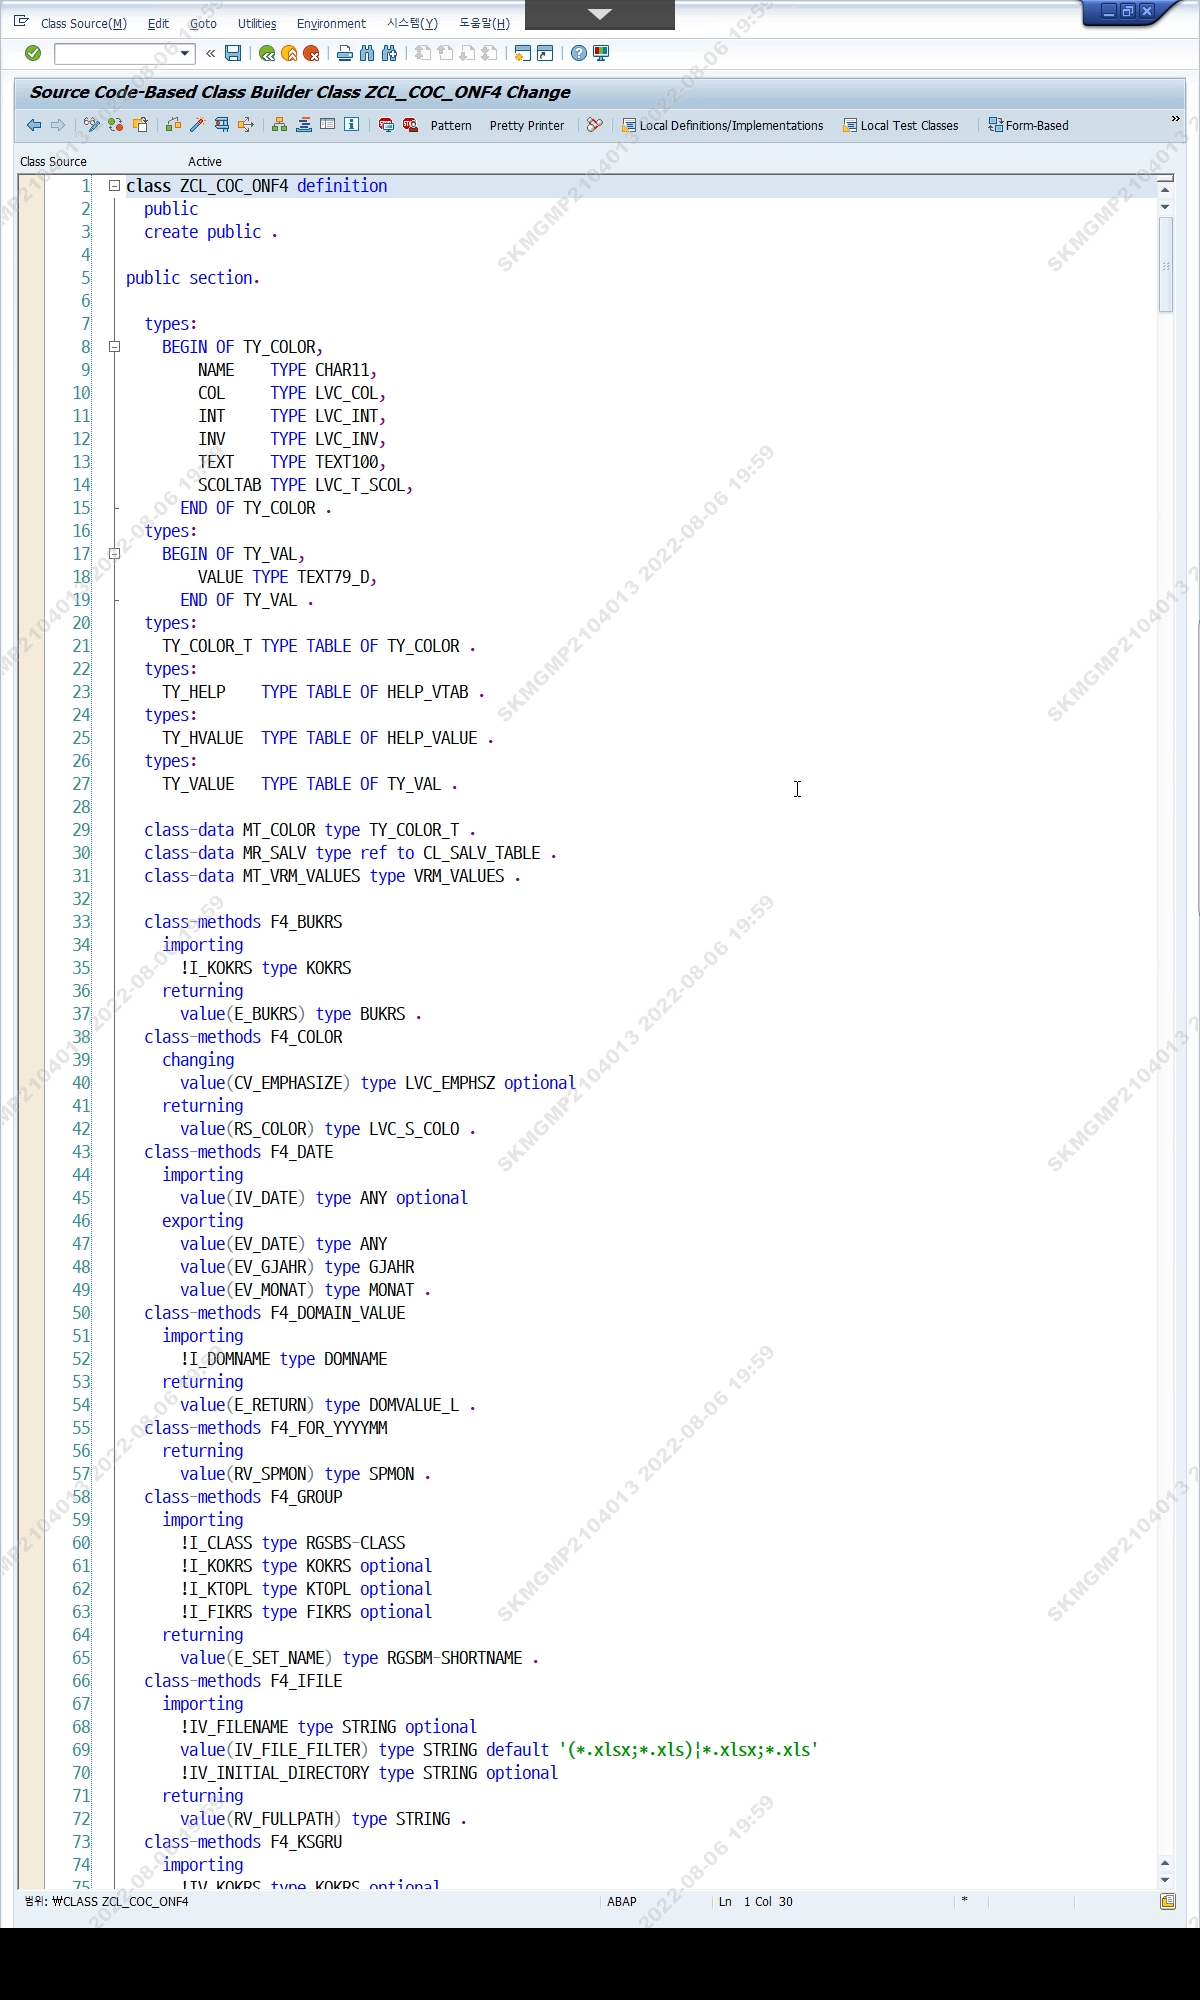 Class Source(M) Edit Goto Utilities Environment 시스템(Y) 도움말(H)
Source Code-Based Class Builder Class ZCL_COC_ONF4 Change
Pattern Pretty Printer Local Definitions/Implementations Local Test Classes Form-Based »
Class Source Active
1 class ZCL_COC_ONF4 definition
2 public
3 create public .
4
5 public section.
6
7 types:
8 BEGIN OF TY_COLOR,
9 NAME TYPE CHAR11,
10 COL TYPE LVC_COL,
11 INT TYPE LVC_INT,
12 INV TYPE LVC_INV,
13 TEXT TYPE TEXT100,
14 SCOLTAB TYPE LVC_T_SCOL,
15 END OF TY_COLOR .
16 types:
17 BEGIN OF TY_VAL,
18 VALUE TYPE TEXT79_D,
19 END OF TY_VAL .
20 types:
21 TY_COLOR_T TYPE TABLE OF TY_COLOR .
22 types:
23 TY_HELP TYPE TABLE OF HELP_VTAB .
24 types:
25 TY_HVALUE TYPE TABLE OF HELP_VALUE .
26 types:
27 TY_VALUE TYPE TABLE OF TY_VAL .
28
29 class-data MT_COLOR type TY_COLOR_T .
30 class-data MR_SALV type ref to CL_SALV_TABLE .
31 class-data MT_VRM_VALUES type VRM_VALUES .
32
33 class-methods F4_BUKRS
34 importing
35 !I_KOKRS type KOKRS
36 returning
37 value(E_BUKRS) type BUKRS .
38 class-methods F4_COLOR
39 changing
40 value(CV_EMPHASIZE) type LVC_EMPHSZ optional
41 returning
42 value(RS_COLOR) type LVC_S_COLO .
43 class-methods F4_DATE
44 importing
45 value(IV_DATE) type ANY optional
46 exporting
47 value(EV_DATE) type ANY
48 value(EV_GJAHR) type GJAHR
49 value(EV_MONAT) type MONAT .
50 class-methods F4_DOMAIN_VALUE
51 importing
52 !I_DOMNAME type DOMNAME
53 returning
54 value(E_RETURN) type DOMVALUE_L .
55 class-methods F4_FOR_YYYYMM
56 returning
57 value(RV_SPMON) type SPMON .
58 class-methods F4_GROUP
59 importing
60 !I_CLASS type RGSBS-CLASS
61 !I_KOKRS type KOKRS optional
62 !I_KTOPL type KTOPL optional
63 !I_FIKRS type FIKRS optional
64 returning
65 value(E_SET_NAME) type RGSBM-SHORTNAME .
66 class-methods F4_IFILE
67 importing
68 !IV_FILENAME type STRING optional
69 value(IV_FILE_FILTER) type STRING default '(*.xlsx;*.xls)|*.xlsx;*.xls'
70 !IV_INITIAL_DIRECTORY type STRING optional
71 returning
72 value(RV_FULLPATH) type STRING .
73 class-methods F4_KSGRU
74 importing
75 !IV_KOKRS type KOKRS optional
범위: ₩CLASS ZCL_COC_ONF4 ABAP Ln 1 Col 30 *
SKMGMP2104013 2022-08-06 19:59